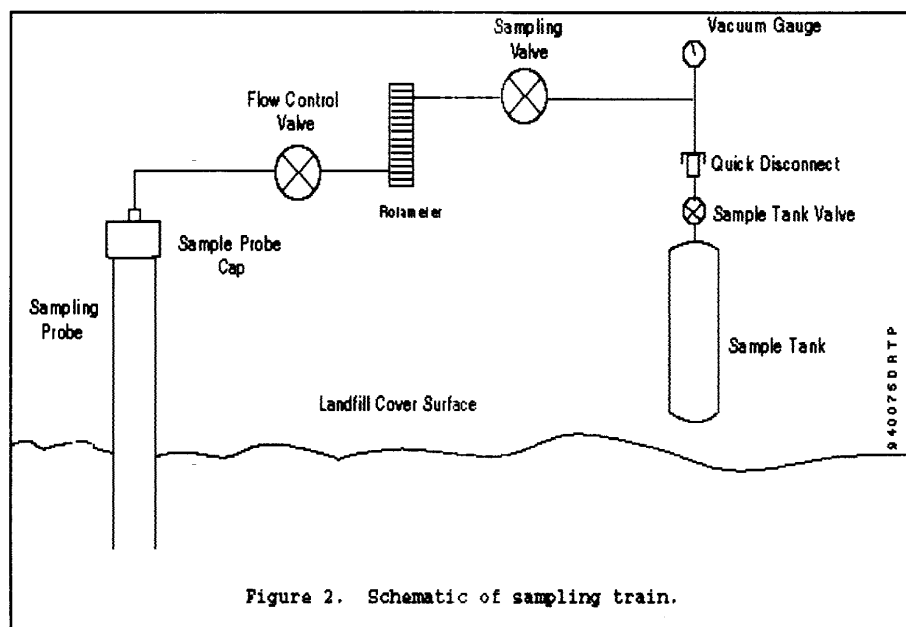 Sampling
Valve
Vacuum Gauge
Flow Control
Valve
Quick Disconnect
Rotameter
Sample Tank Valve
Sample Probe
Cap
Sampling
Probe
Sample Tank
Landfill Cover Surface
940075DRTP
Figure 2. Schematic of sampling train.